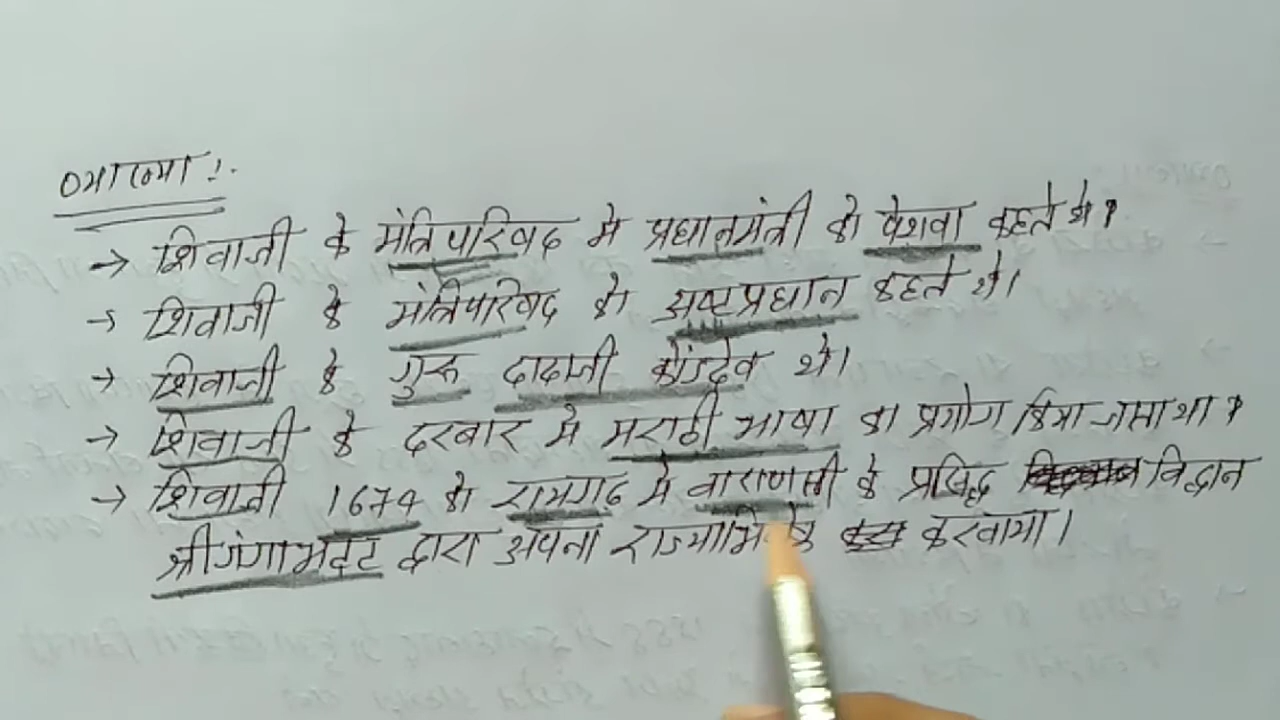 व्याख्या :-
→ शिवाजी के मंत्रिपरिषद में प्रधानमंत्री को पेशवा कहते थे।
→ शिवाजी के मंत्रिपरिषद को अष्टप्रधान कहते थे।
→ शिवाजी के गुरू दादाजी कोंडदेव थे।
→ शिवाजी के दरबार मे मराठी भाषा का प्रयोग किया जाता था।
→ शिवाजी 1674 को रायगढ़ मे वाराणसी के प्रसिद्ध विद्वान
श्रीगंगाभट्ट द्वारा अपना राज्याभिषेक करवाया।